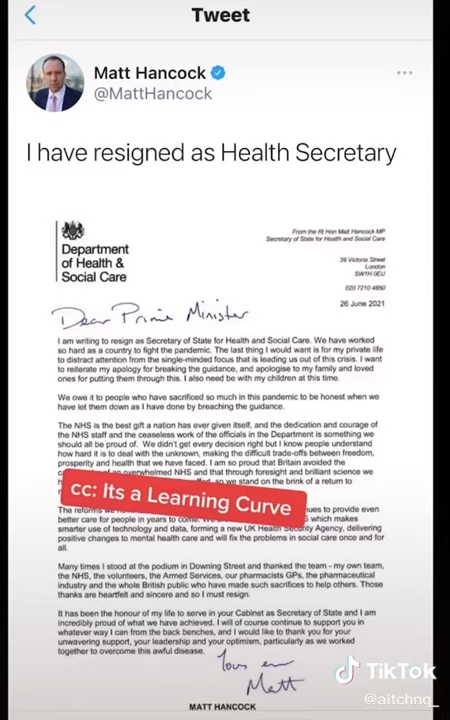 Tweet
Matt Hancock
@MattHancock
I have resigned as Health Secretary
From the Rt Hon Matt Hancock MP
Secretary of State for Health and Social Care
Department
of Health &
Social Care
39 Victoria Street
London
SW1H 0EU
020 7210 4850
26 June 2021
Dear Prime Minister
I am writing to resign as Secretary of State for Health and Social Care. We have worked
so hard as a country to fight the pandemic. The last thing I would want is for my private life
to distract attention from the single-minded focus that is leading us out of this crisis. I want
to reiterate my apology for breaking the guidance, and apologise to my family and loved
ones for putting them through this. I also need be with my children at this time.
We owe it to people who have sacrificed so much in this pandemic to be honest when we
have let them down as I have done by breaching the guidance.
The NHS is the best gift a nation has ever given itself, and the dedication and courage of
the NHS staff and the ceaseless work of the officials in the Department is something we
should all be proud of. We didn't get every decision right but I know people understand
how hard it is to deal with the unknown, making the difficult trade-offs between freedom,
prosperity and health that we have faced. I am so proud that Britain avoided the
overwhelmed NHS and that through foresight and brilliant science we
so we stand on the brink of a return to
cc: Its a Learning Curve
The reforms to provide even
better care for people in years to come. which makes
smarter use of technology and data, forming a new UK Health Security Agency, delivering
positive changes to mental health care and will fix the problems in social care once and for
all.
Many times I stood at the podium in Downing Street and thanked the team - my own team,
the NHS, the volunteers, the Armed Services, our pharmacists GPs, the pharmaceutical
industry and the whole British public who have made such sacrifices to help others. Those
thanks are heartfelt and sincere and so I must resign.
It has been the honour of my life to serve in your Cabinet as Secretary of State and I am
incredibly proud of what we have achieved. I will of course continue to support you in
whatever way I can from the back benches, and I would like to thank you for your
unwavering support, your leadership and your optimism, particularly as we worked
together to overcome this awful disease.
Yours ever
Matt
MATT HANCOCK
TikTok
@aitchnq_